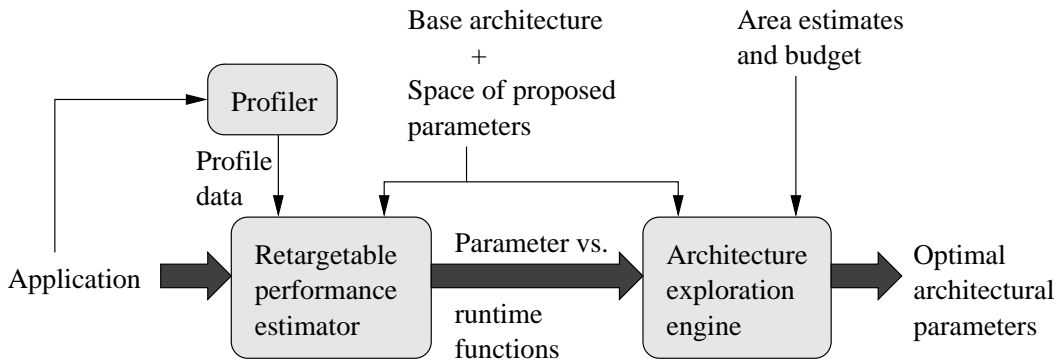 Base architecture
+
Space of proposed
parameters
Area estimates
and budget
Profiler
Profile
data
Application
Retargetable
performance
estimator
Parameter vs.
runtime
functions
Architecture
exploration
engine
Optimal
architectural
parameters